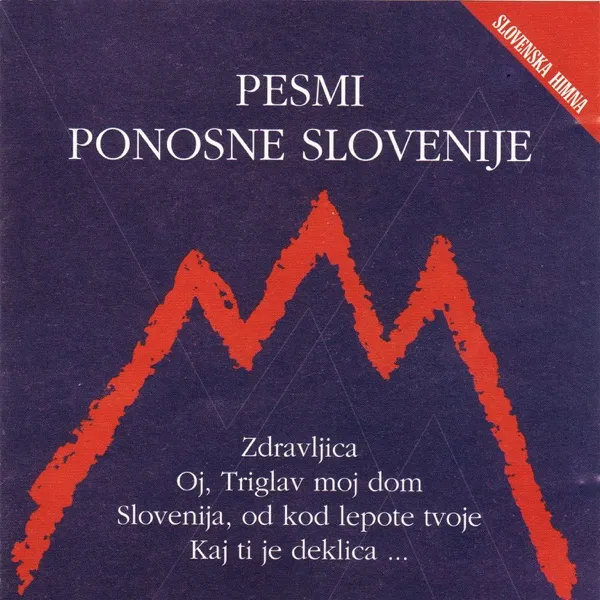 SLOVENSKA HIMNA
PESMI
PONOSNE SLOVENIJE
Zdravljica
Oj, Triglav moj dom
Slovenija, od kod lepote tvoje
Kaj ti je deklica ...